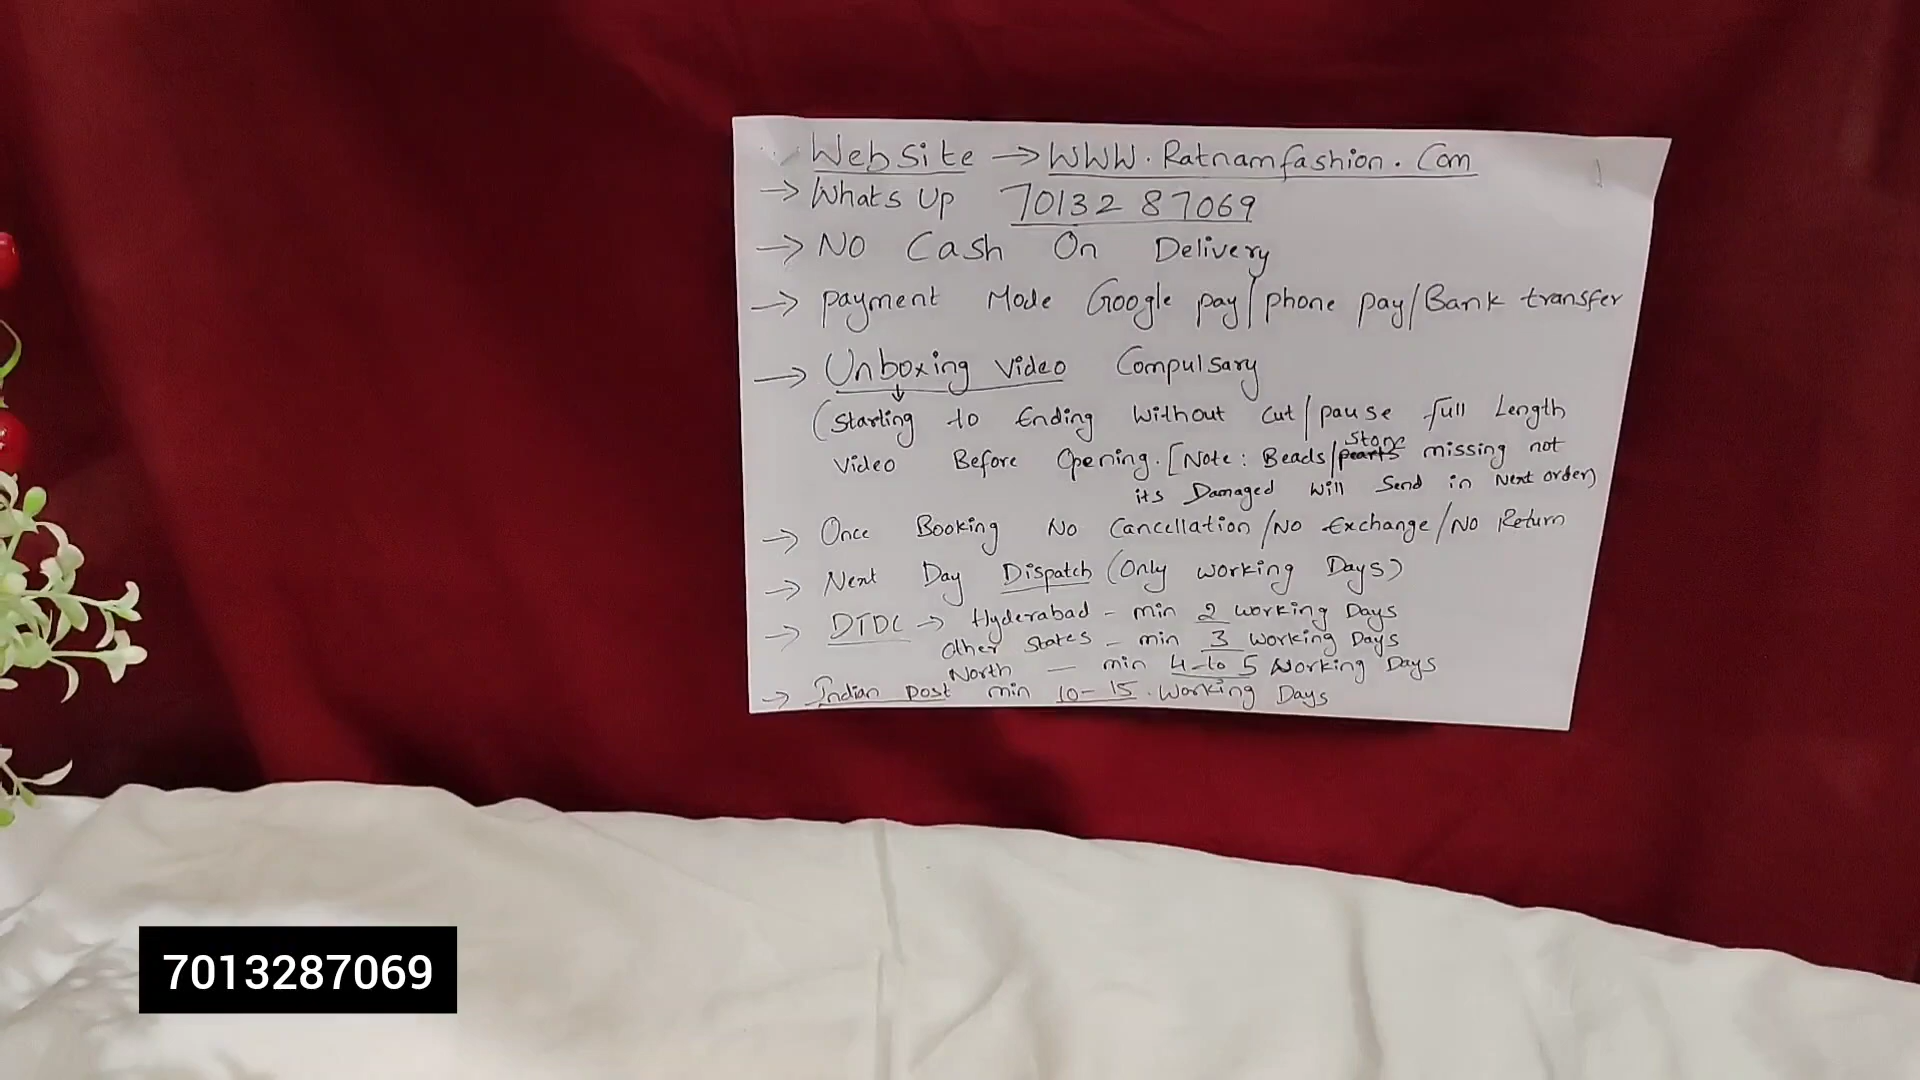 Website → WWW.Ratnamfashion.Com
→ Whats Up 70132 87069
→ NO Cash On Delivery
→ Payment Mode Google pay/phone pay/Bank transfer
→ Unboxing Video Compulsary
(Starting to Ending Without Cut/pause full Length
Video Before Opening. [Note: Beads/Stone missing not
its Damaged Will Send in Next order)
→ Once Booking No Cancellation/No Exchange/No Return
→ Next Day Dispatch (Only Working Days)
→ DTDC → Hyderabad - min 2 Working Days
Other States - min 3 Working Days
North - min 4-to 5 Working Days
→ Indian Post min 10-15. Working Days
7013287069